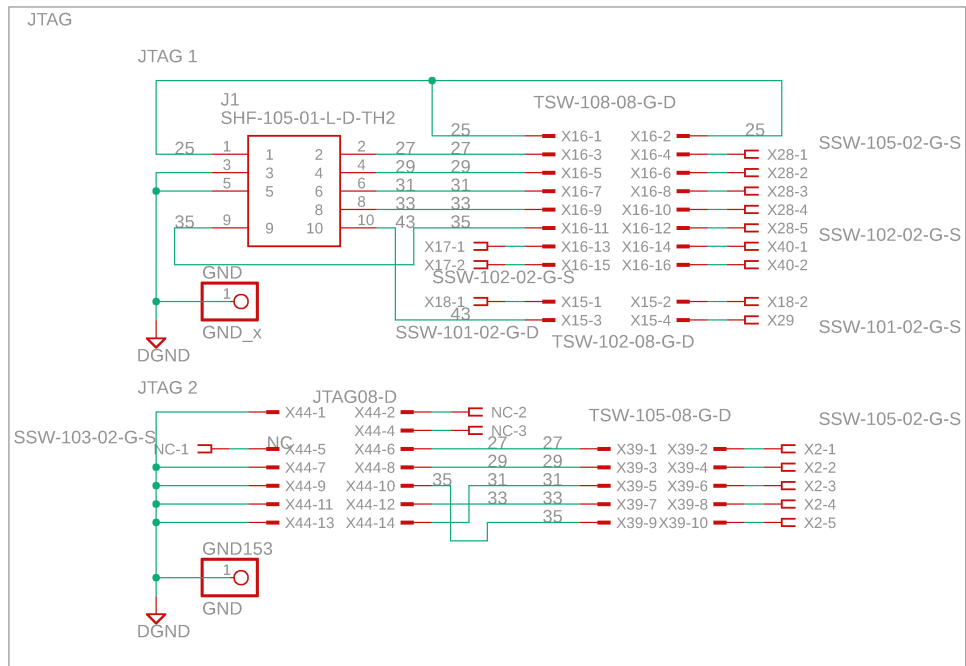 JTAG
JTAG 1
J1
SHF-105-01-L-D-TH2
TSW-108-08-G-D
25 X16-1 X16-2 25
SSW-105-02-G-S
25 1 1 2 2 27 27 X16-3 X16-4 X28-1
3 3 4 4 29 29 X16-5 X16-6 X28-2
5 5 6 6 31 31 X16-7 X16-8 X28-3
8 8 33 33 X16-9 X16-10 X28-4
35 9 9 10 10 43 35 X16-11 X16-12 X28-5
SSW-102-02-G-S
X17-1 X16-13 X16-14 X40-1
X17-2 X16-15 X16-16 X40-2
SSW-102-02-G-S
GND
1
GND_x
X18-1 X15-1 X15-2 X18-2
43 X15-3 X15-4 X29
SSW-101-02-G-D
TSW-102-08-G-D
SSW-101-02-G-S
DGND
JTAG 2
JTAG08-D
TSW-105-08-G-D
SSW-105-02-G-S
X44-1 X44-2 NC-2
X44-4 NC-3
SSW-103-02-G-S
NC-1 NC X44-5 X44-6 27 27 X39-1 X39-2 X2-1
X44-7 X44-8 29 29 X39-3 X39-4 X2-2
X44-9 X44-10 35 31 31 X39-5 X39-6 X2-3
X44-11 X44-12 33 33 X39-7 X39-8 X2-4
X44-13 X44-14 35 X39-9 X39-10 X2-5
GND153
1
GND
DGND